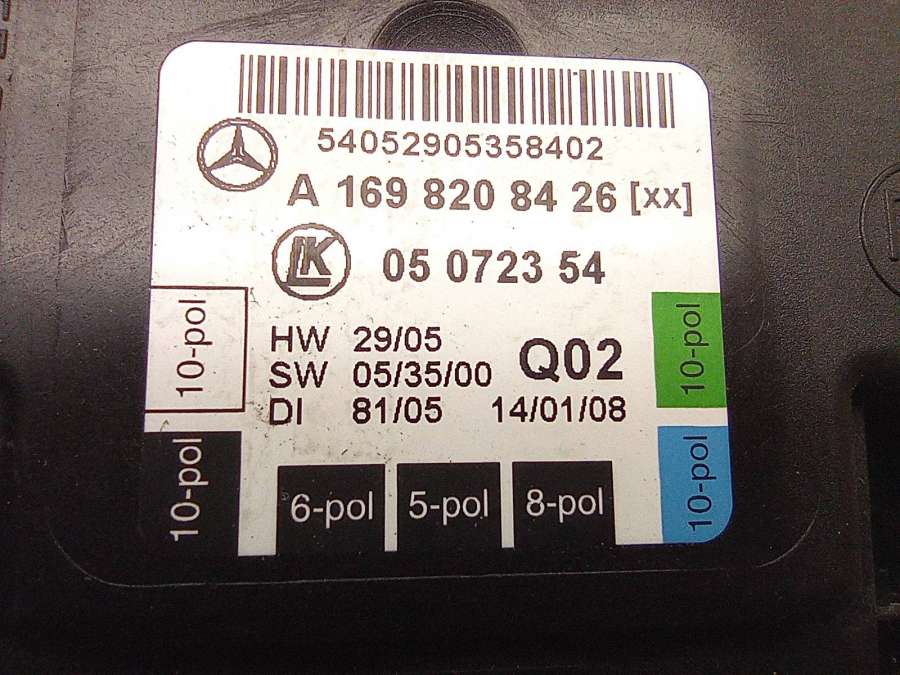 54052905358402
A 169 820 84 26 [xx]
LK
05 0723 54
HW 29/05
SW 05/35/00
Q02
DI 81/05 14/01/08
10-pol
10-pol
10-pol
10-pol
6-pol
5-pol
8-pol